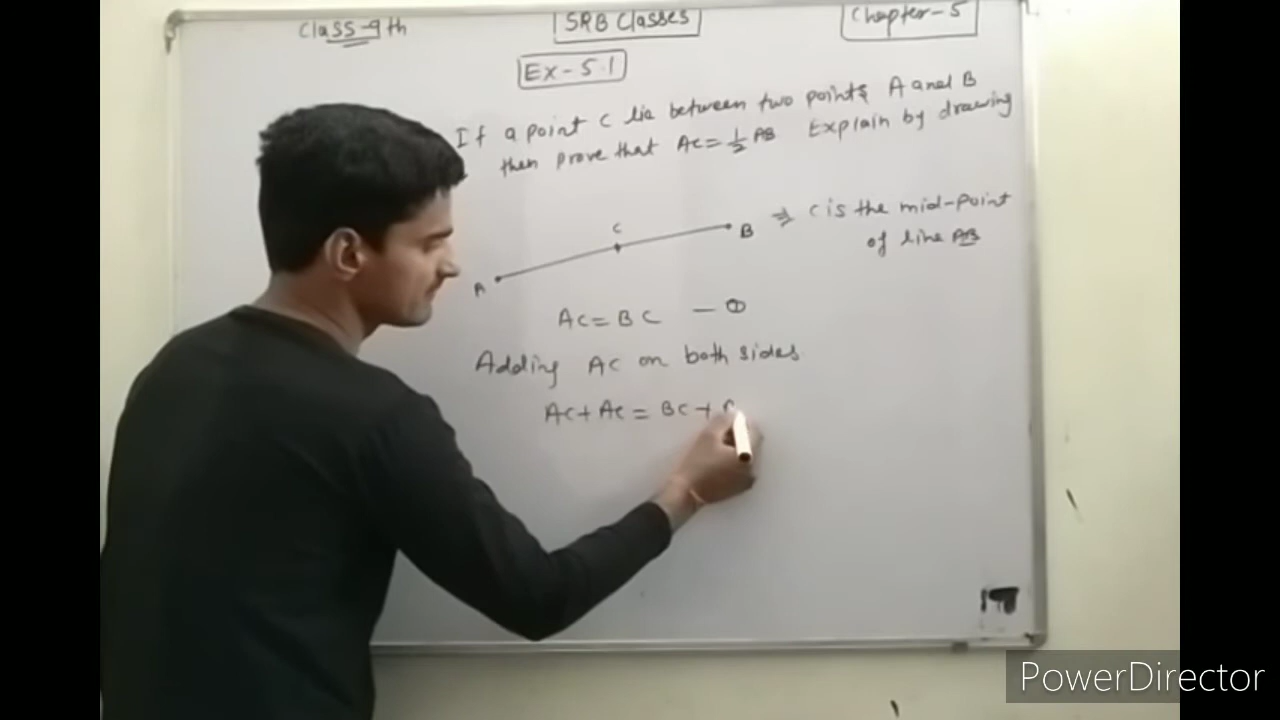 Class-9th
SRB Classes
Chapter-5
Ex-5.1
If a point C lie between two points A and B
then prove that AC = 1/2 AB Explain by drawing
C
A
B
⇒ C is the mid-point
of line AB
AC = BC — ①
Adding AC on both sides
AC + AC = BC + A
PowerDirector